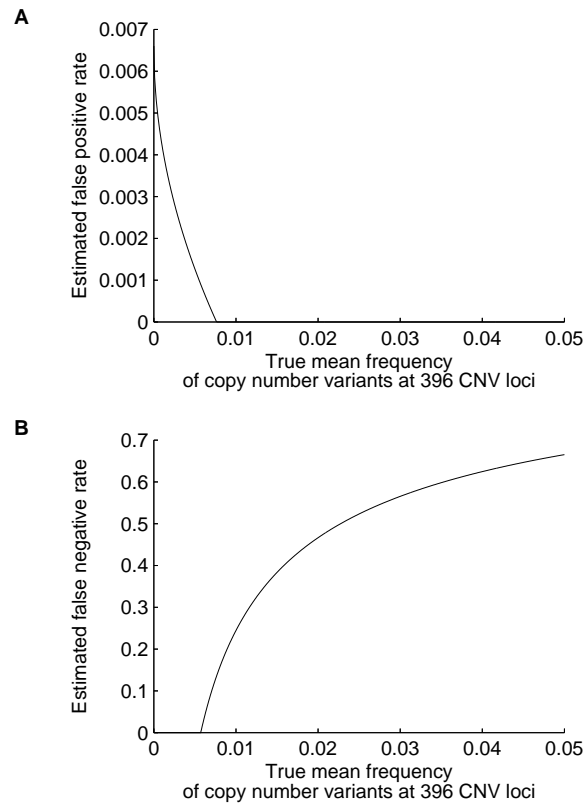 A
0.007
0.006
0.005
0.004
0.003
0.002
0.001
0
Estimated false positive rate
0 0.01 0.02 0.03 0.04 0.05
True mean frequency
of copy number variants at 396 CNV loci
B
0.7
0.6
0.5
0.4
0.3
0.2
0.1
0
Estimated false negative rate
0 0.01 0.02 0.03 0.04 0.05
True mean frequency
of copy number variants at 396 CNV loci